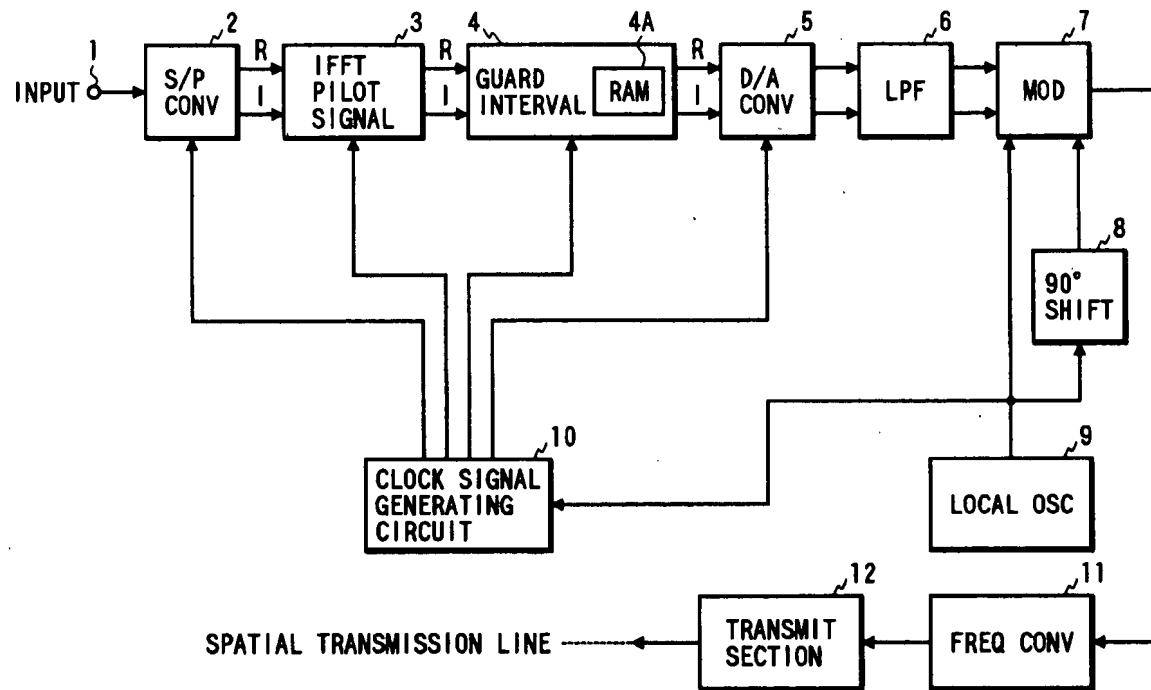 1
2
3
4
4A
5
6
7
INPUT
S/P
CONV
R
I
IFFT
PILOT
SIGNAL
R
I
GUARD
INTERVAL
RAM
R
I
D/A
CONV
LPF
MOD
8
90°
SHIFT
10
CLOCK SIGNAL
GENERATING
CIRCUIT
9
LOCAL OSC
12
11
SPATIAL TRANSMISSION LINE
TRANSMIT
SECTION
FREQ CONV